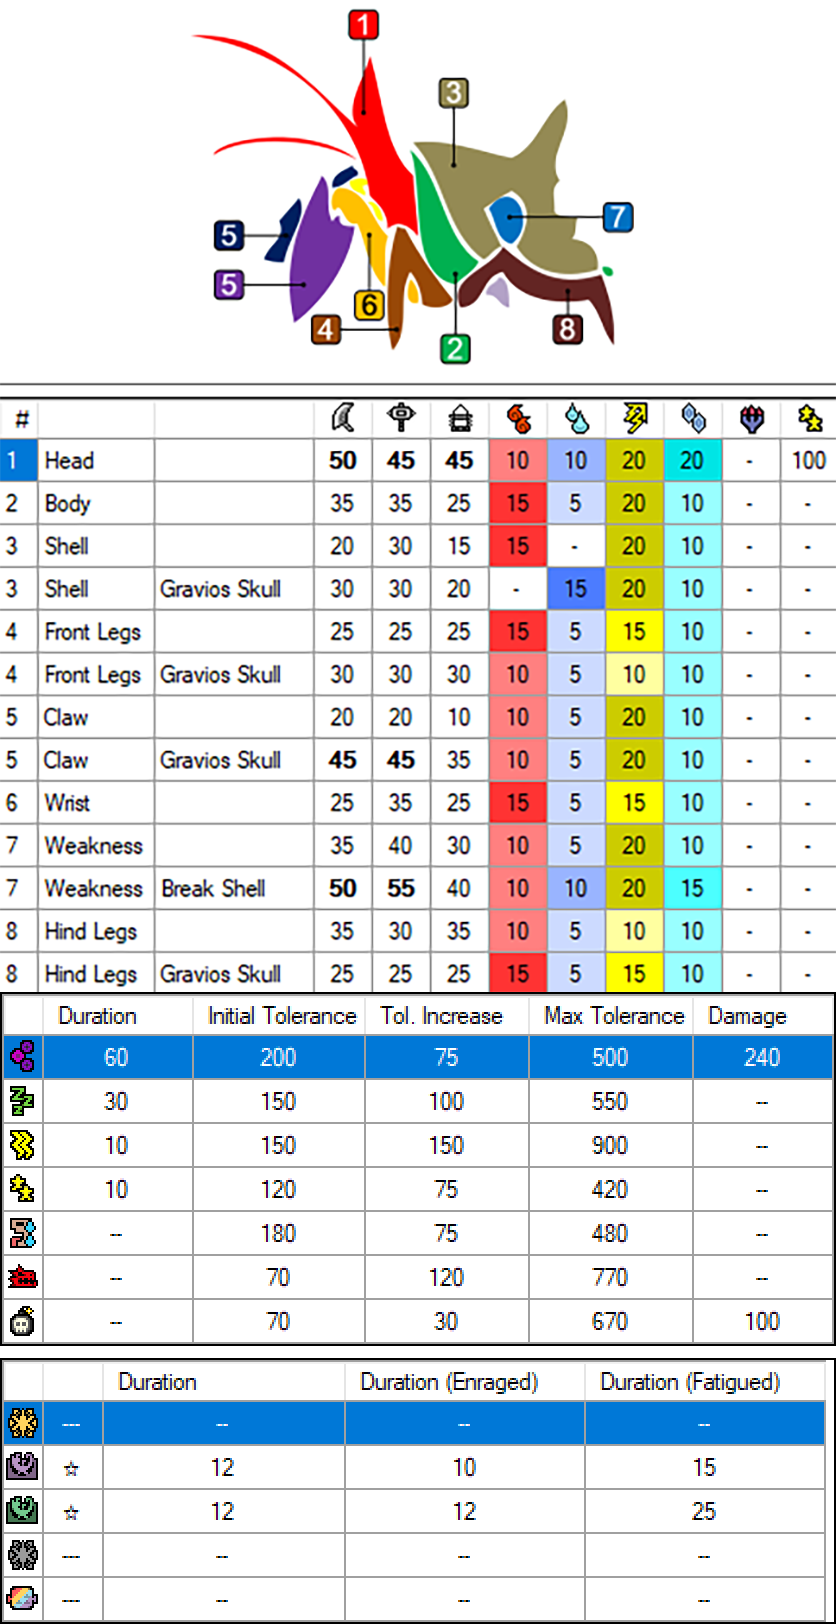 1
3
7
5
5
6
4
8
2
#
1 Head 50 45 45 10 10 20 20 - 100
2 Body 35 35 25 15 5 20 10 - -
3 Shell 20 30 15 15 - 20 10 - -
3 Shell Gravios Skull 30 30 20 - 15 20 10 - -
4 Front Legs 25 25 25 15 5 15 10 - -
4 Front Legs Gravios Skull 30 30 30 10 5 10 10 - -
5 Claw 20 20 10 10 5 20 10 - -
5 Claw Gravios Skull 45 45 35 10 5 20 10 - -
6 Wrist 25 35 25 15 5 15 10 - -
7 Weakness 35 40 30 10 5 20 10 - -
7 Weakness Break Shell 50 55 40 10 10 20 15 - -
8 Hind Legs 35 30 35 10 5 10 10 - -
8 Hind Legs Gravios Skull 25 25 25 15 5 15 10 - -
Duration Initial Tolerance Tol. Increase Max Tolerance Damage
60 200 75 500 240
30 150 100 550 --
10 150 150 900 --
10 120 75 420 --
-- 180 75 480 --
-- 70 120 770 --
-- 70 30 670 100
Duration Duration (Enraged) Duration (Fatigued)
--- -- -- --
☆ 12 10 15
☆ 12 12 25
--- -- -- --
--- -- -- --